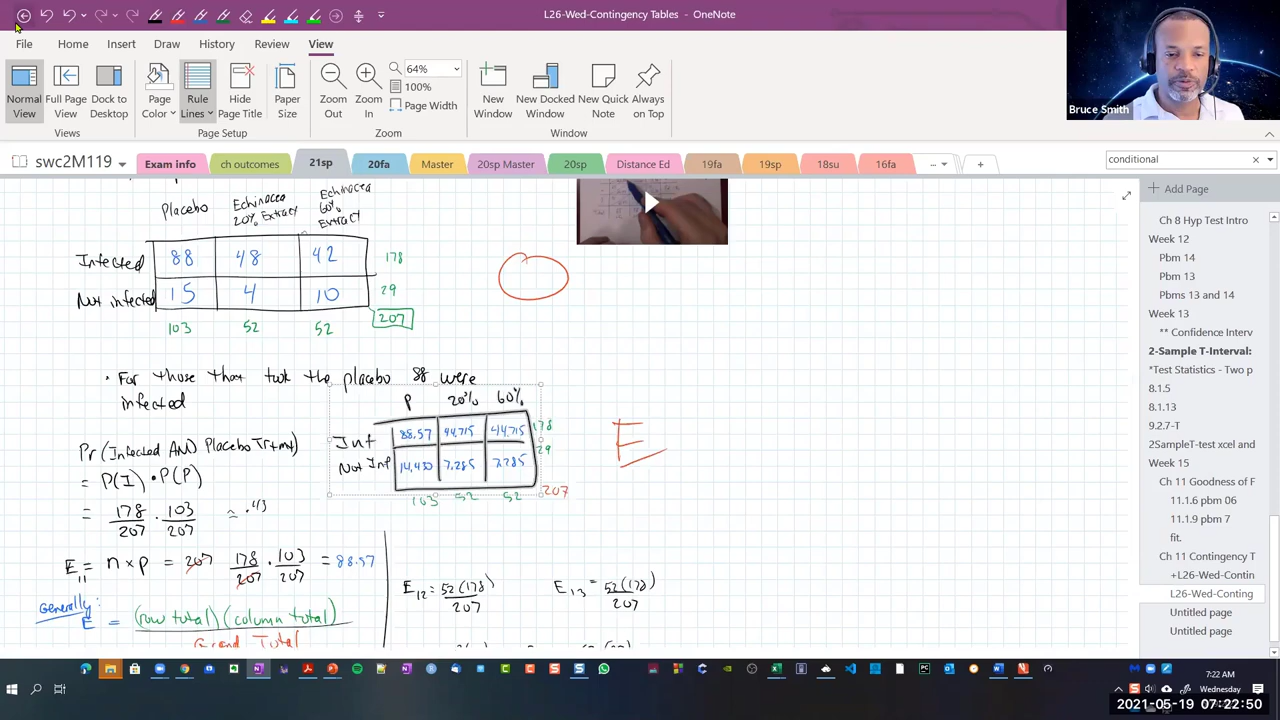 L26-Wed-Contingency Tables - OneNote
File Home Insert Draw History Review View
Normal View
Full Page View
Dock to Desktop
Page Color
Rule Lines
Hide Page Title
Paper Size
Zoom Out
Zoom In
64%
100%
Page Width
New Window
New Docked Window
New Quick Note
Always on Top
Views Page Setup Zoom Window
Bruce Smith
swc2M119 Exam info ch outcomes 21sp 20fa Master 20sp Master 20sp Distance Ed 19fa 19sp 18su 16fa ... +
conditional
Add Page
Ch 8 Hyp Test Intro
Week 12
Pbm 14
Pbm 13
Pbms 13 and 14
Week 13
** Confidence Interv
2-Sample T-Interval:
*Test Statistics - Two p
8.1.5
8.1.13
9.2.7-T
2SampleT-test xcel and
Week 15
Ch 11 Goodness of F
11.1.6 pbm 06
11.1.9 pbm 7
fit.
Ch 11 Contingency T
+L26-Wed-Contin
L26-Wed-Conting
Untitled page
Untitled page
Placebo Echinacea 20% Extract Echinacea 60% Extract
Infected 88 48 42 178
Not infected 15 4 10 29
207
103 52 52
• For those that took the placebo 88 were
infected
P 20% 60%
Inf 88.57 44.715 44.715 178
Not Inf 14.430 7.285 7.285 29
103 52 52 207
E
Pr(Infected AND Placebo Trtmt)
= P(I) • P(P)
= 178/207 · 103/207 ≈ .43
E11 = n × p = 207 178/207 · 103/207 = 88.57
Generally:
E = (row total)(column total)
Grand Total
E12 = 52(178)/207
E13 = 52(178)/207
7:22 AM
Wednesday
2021-05-19 07:22:50